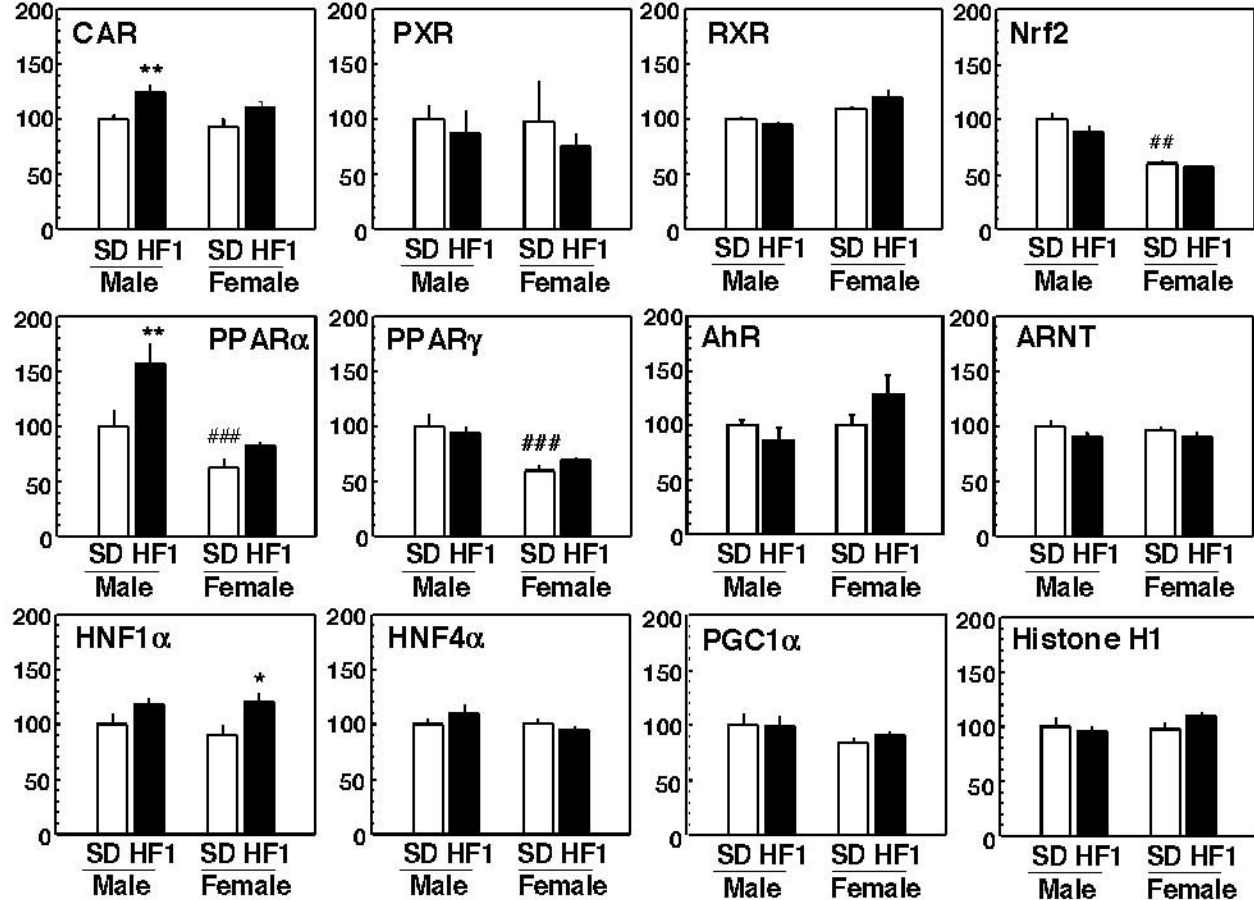 200 CAR 200 PXR 200 RXR 200 Nrf2
** 
150 150 150 150
100 100 100 100
##
50 50 50 50
0 0 0 0
SD HF1 SD HF1 SD HF1 SD HF1 SD HF1 SD HF1 SD HF1 SD HF1
Male Female Male Female Male Female Male Female
200 PPARα 200 PPARγ 200 AhR 200 ARNT
**
150 150 150 150
100 100 100 100
### ###
50 50 50 50
0 0 0 0
SD HF1 SD HF1 SD HF1 SD HF1 SD HF1 SD HF1 SD HF1 SD HF1
Male Female Male Female Male Female Male Female
200 HNF1α 200 HNF4α 200 PGC1α 200 Histone H1
*
150 150 150 150
100 100 100 100
50 50 50 50
0 0 0 0
SD HF1 SD HF1 SD HF1 SD HF1 SD HF1 SD HF1 SD HF1 SD HF1
Male Female Male Female Male Female Male Female